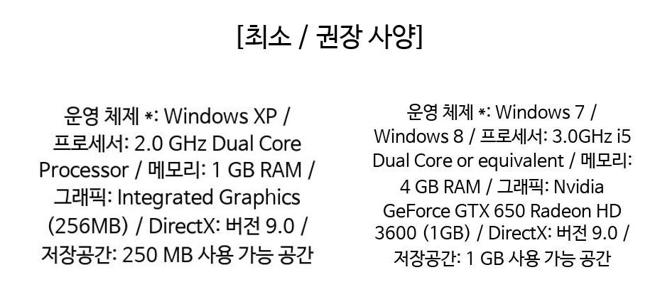 [최소 / 권장 사양]
운영 체제 *: Windows XP /
프로세서: 2.0 GHz Dual Core
Processor / 메모리: 1 GB RAM /
그래픽: Integrated Graphics
(256MB) / DirectX: 버전 9.0 /
저장공간: 250 MB 사용 가능 공간
운영 체제 *: Windows 7 /
Windows 8 / 프로세서: 3.0GHz i5
Dual Core or equivalent / 메모리:
4 GB RAM / 그래픽: Nvidia
GeForce GTX 650 Radeon HD
3600 (1GB) / DirectX: 버전 9.0 /
저장공간: 1 GB 사용 가능 공간